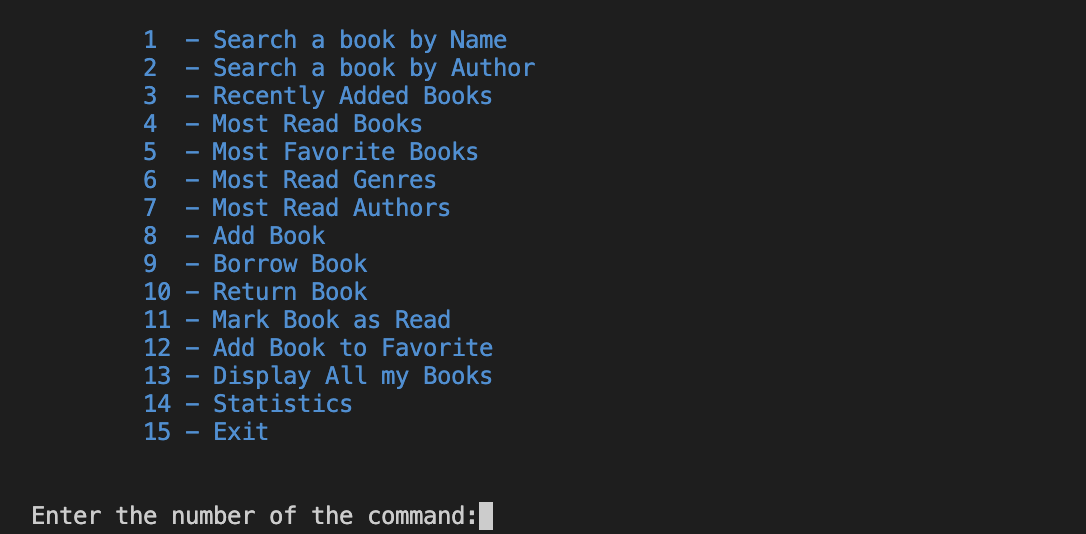 1  – Search a book by Name
2  – Search a book by Author
3  – Recently Added Books
4  – Most Read Books
5  – Most Favorite Books
6  – Most Read Genres
7  – Most Read Authors
8  – Add Book
9  – Borrow Book
10 – Return Book
11 – Mark Book as Read
12 – Add Book to Favorite
13 – Display All my Books
14 – Statistics
15 – Exit
Enter the number of the command: